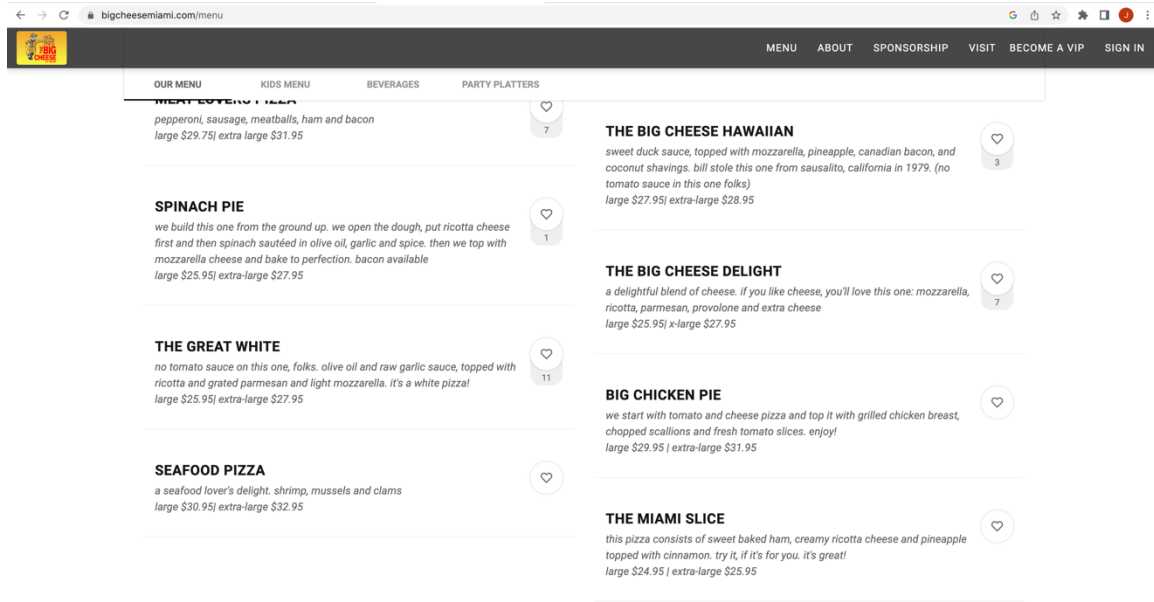 bigcheesemiami.com/menu
G
J
THE BIG CHEESE
MENU
ABOUT
SPONSORSHIP
VISIT
BECOME A VIP
SIGN IN
OUR MENU
KIDS MENU
BEVERAGES
PARTY PLATTERS
MEAT LOVERS PIZZA
pepperoni, sausage, meatballs, ham and bacon
large $29.75| extra large $31.95
7
SPINACH PIE
we build this one from the ground up. we open the dough, put ricotta cheese
first and then spinach sautéed in olive oil, garlic and spice. then we top with
mozzarella cheese and bake to perfection. bacon available
large $25.95| extra-large $27.95
1
THE GREAT WHITE
no tomato sauce on this one, folks. olive oil and raw garlic sauce, topped with
ricotta and grated parmesan and light mozzarella. it's a white pizza!
large $25.95| extra-large $27.95
11
SEAFOOD PIZZA
a seafood lover's delight. shrimp, mussels and clams
large $30.95| extra-large $32.95
THE BIG CHEESE HAWAIIAN
sweet duck sauce, topped with mozzarella, pineapple, canadian bacon, and
coconut shavings. bill stole this one from sausalito, california in 1979. (no
tomato sauce in this one folks)
large $27.95| extra-large $28.95
3
THE BIG CHEESE DELIGHT
a delightful blend of cheese. if you like cheese, you'll love this one: mozzarella,
ricotta, parmesan, provolone and extra cheese
large $25.95| x-large $27.95
7
BIG CHICKEN PIE
we start with tomato and cheese pizza and top it with grilled chicken breast,
chopped scallions and fresh tomato slices. enjoy!
large $29.95 | extra-large $31.95
THE MIAMI SLICE
this pizza consists of sweet baked ham, creamy ricotta cheese and pineapple
topped with cinnamon. try it, if it's for you. it's great!
large $24.95 | extra-large $25.95